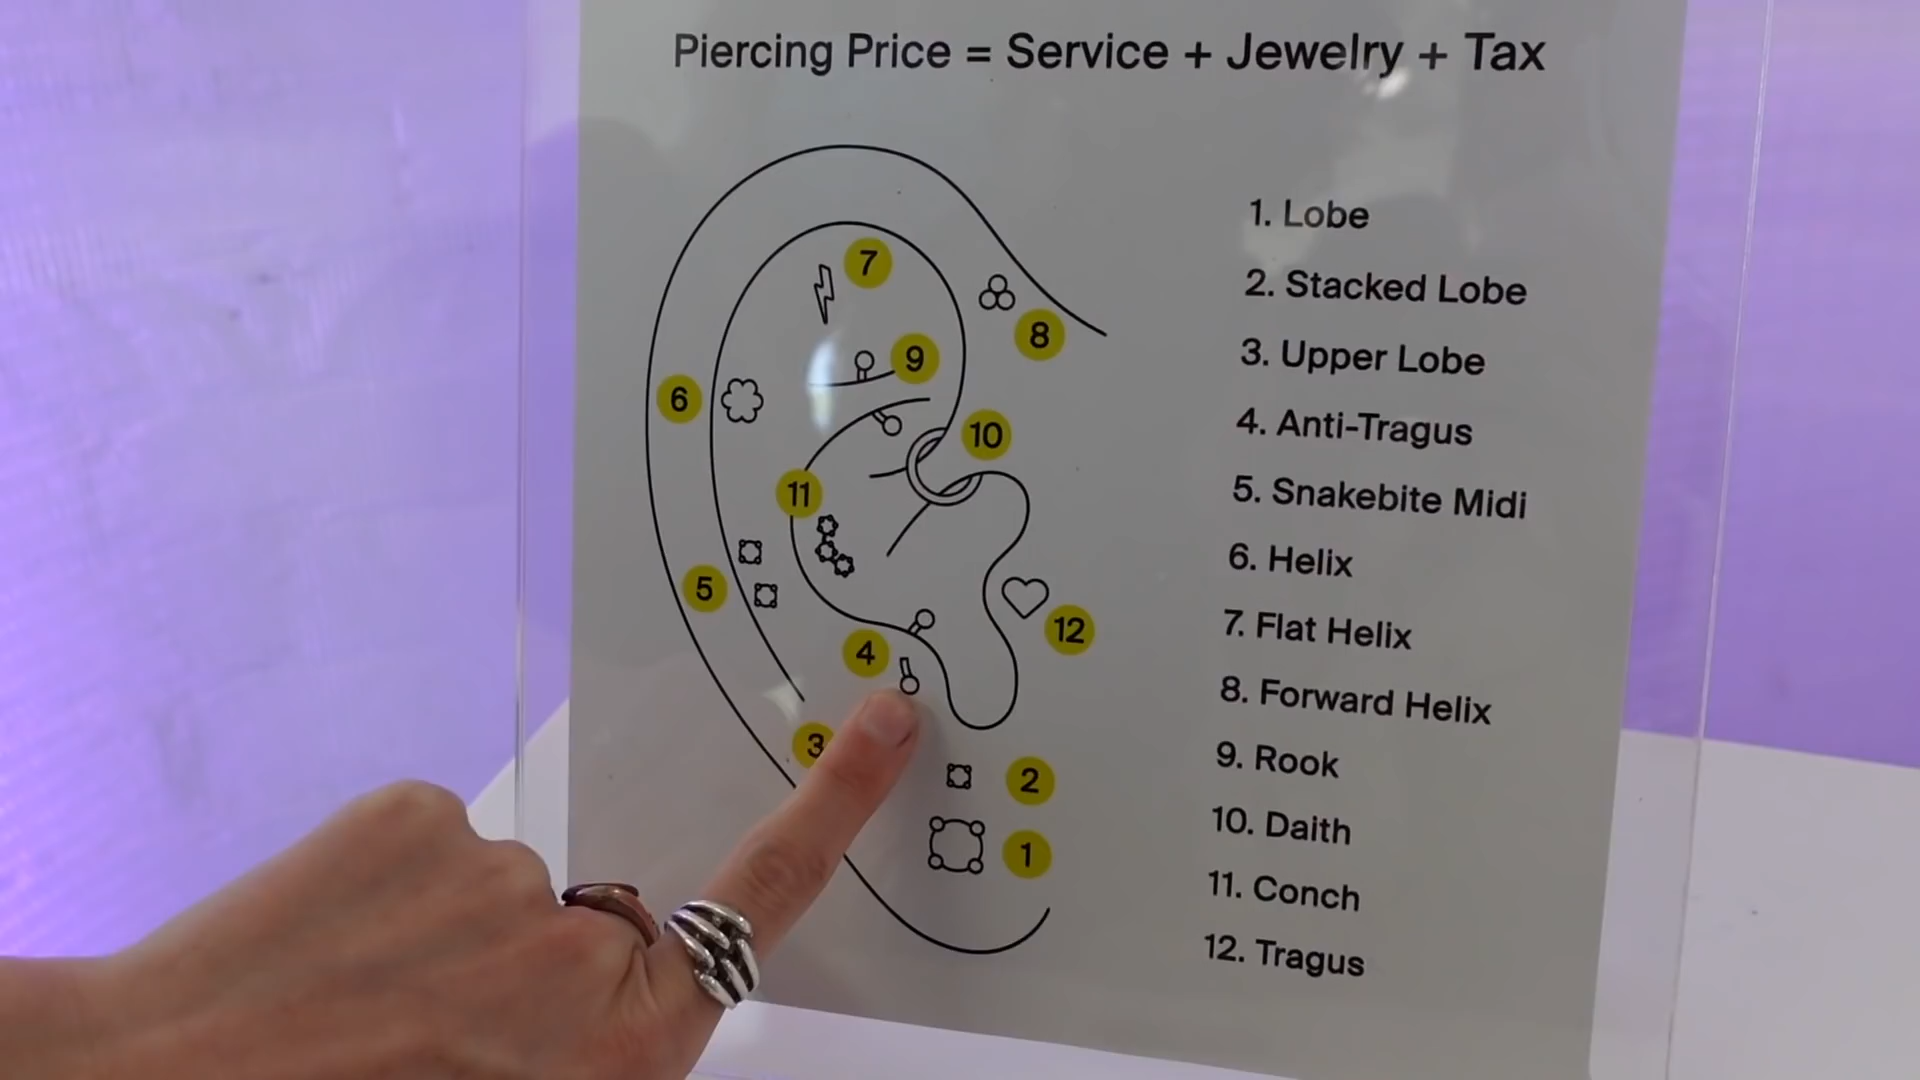 Piercing Price = Service + Jewelry + Tax
7
8
9
6
10
11
5
12
4
3
2
1
1. Lobe
2. Stacked Lobe
3. Upper Lobe
4. Anti-Tragus
5. Snakebite Midi
6. Helix
7. Flat Helix
8. Forward Helix
9. Rook
10. Daith
11. Conch
12. Tragus